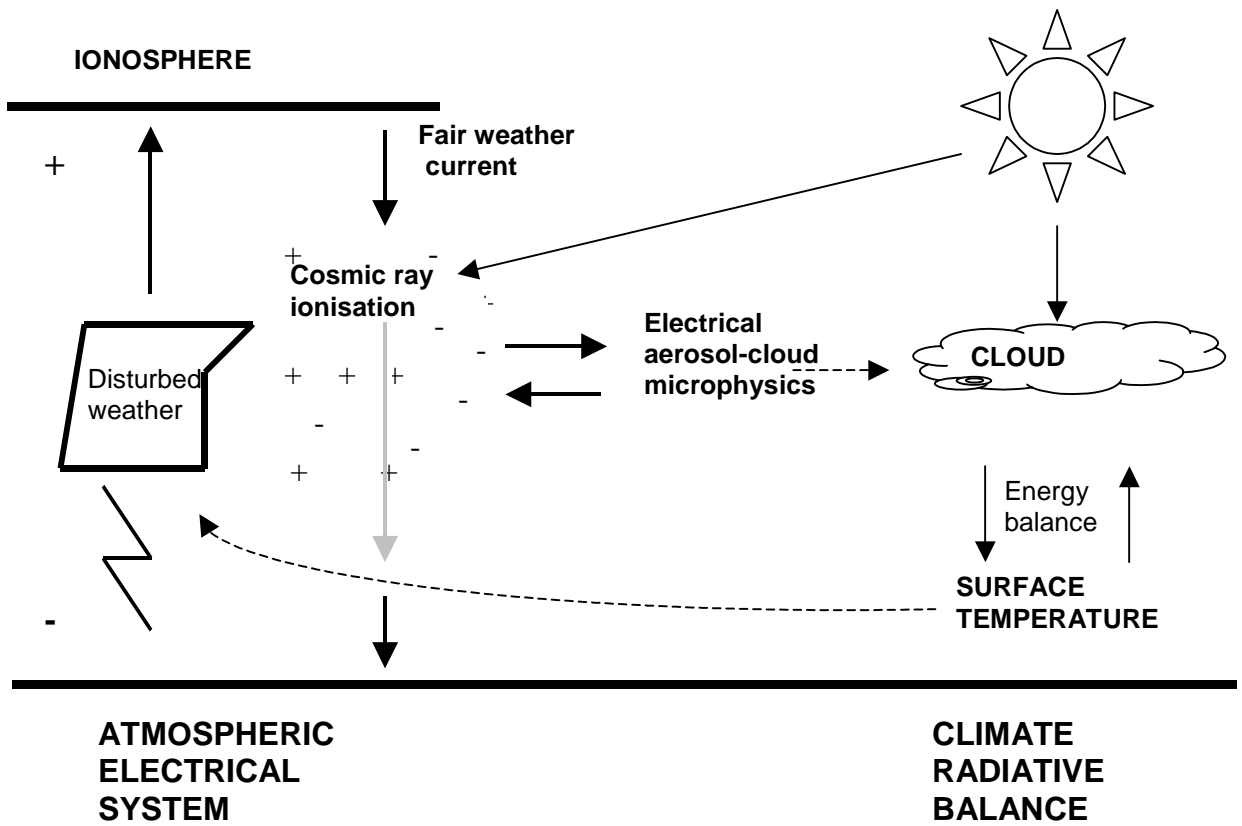 IONOSPHERE
+
Fair weather
current
+ -
Cosmic ray
ionisation
-
-
-
Electrical
aerosol-cloud
microphysics
CLOUD
Disturbed
weather
+ + +
-
-
-
+ +
Energy
balance
SURFACE
TEMPERATURE
-
ATMOSPHERIC
ELECTRICAL
SYSTEM
CLIMATE
RADIATIVE
BALANCE